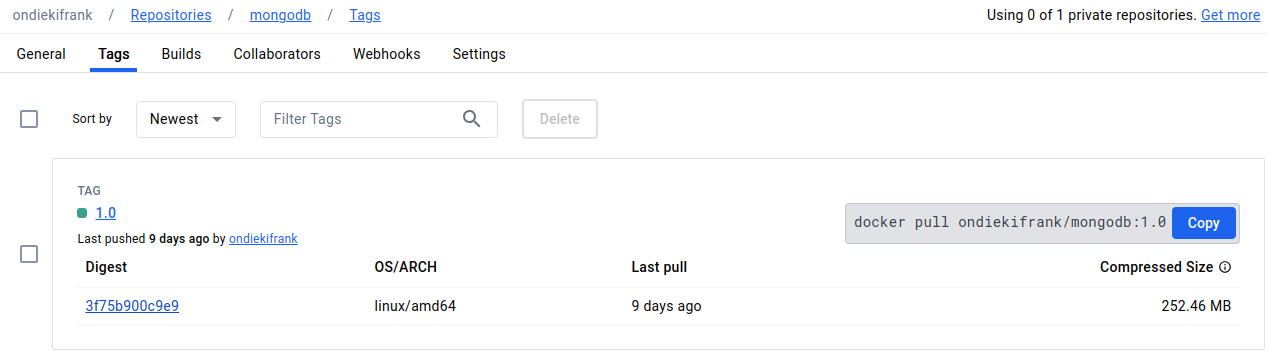 ondiekifrank / Repositories / mongodb / Tags Using 0 of 1 private repositories. Get more
General Tags Builds Collaborators Webhooks Settings
Sort by Newest Filter Tags Delete
TAG
1.0
docker pull ondiekifrank/mongodb:1.0 Copy
Last pushed 9 days ago by ondiekifrank
Digest OS/ARCH Last pull Compressed Size
3f75b900c9e9 linux/amd64 9 days ago 252.46 MB